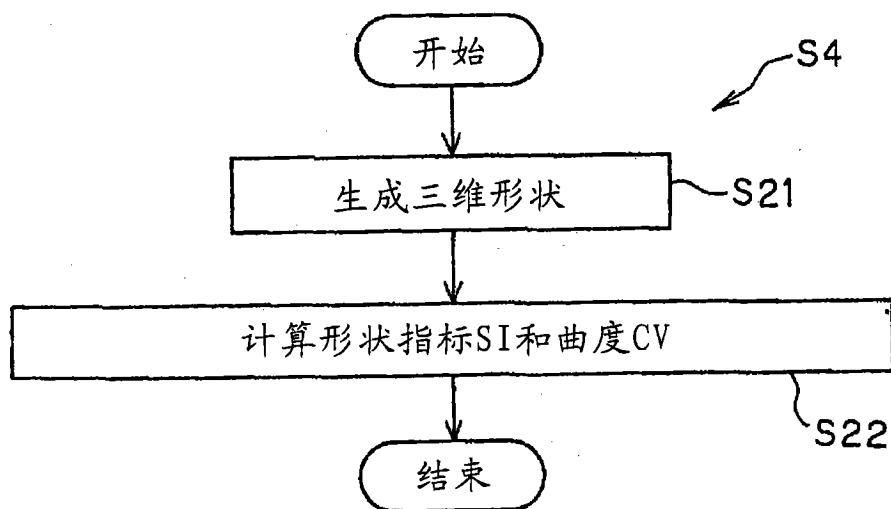 开始
S4
生成三维形状
S21
计算形状指标SI和曲度CV
S22
结束